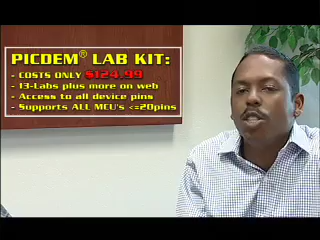 PICDEM® LAB KIT:
- COSTS ONLY $124.99
- 13-Labs plus more on web
- Access to all device pins
- Supports ALL MCU's <=20pins